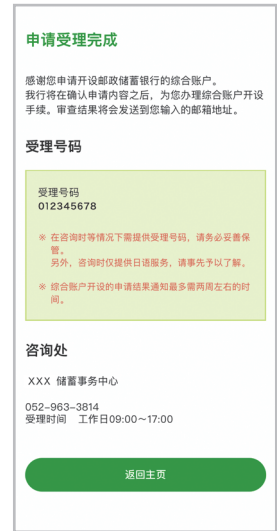 申请受理完成
感谢您申请开设邮政储蓄银行的综合账户。
我行将在确认申请内容之后，为您办理综合账户开设
手续。审查结果将会发送到您输入的邮箱地址。
受理号码
受理号码
012345678
※ 在咨询时等情况下需提供受理号码，请务必妥善保
管。
另外，咨询时仅提供日语服务，请事先予以了解。
※ 综合账户开设的申请结果通知最多需两周左右的时
间。
咨询处
XXX 储蓄事务中心
052-963-3814
受理时间　工作日09:00～17:00
返回主页